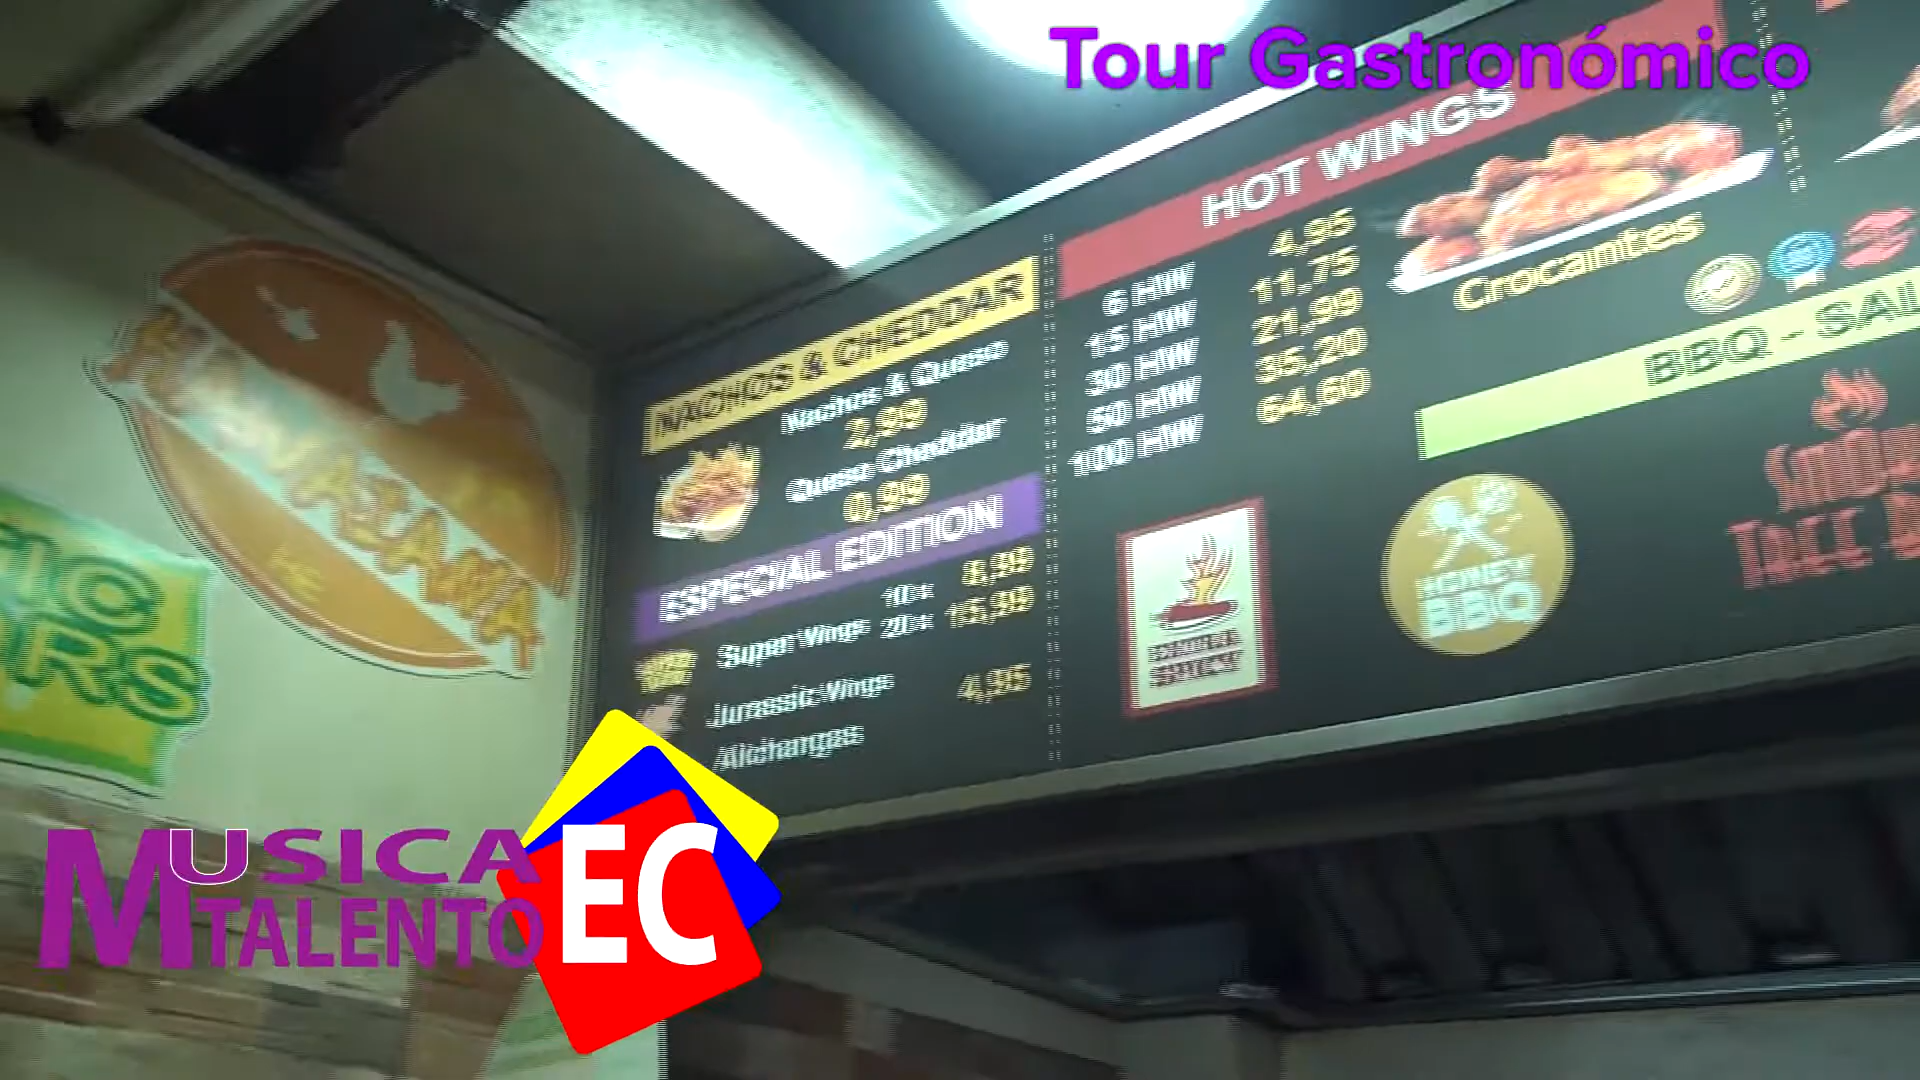 Tour Gastronómico
HOT WINGS
6 HW 4,95
15 HW 11,75
30 HW 21,99
50 HW 35,20
100 HW 64,60
Crocantes
BBQ - SAL
HONEY
BBQ
NACHOS & CHEDDAR
Nachos & Queso
2,99
Queso Cheddar
0,99
ESPECIAL EDITION
Super Wings 10x 8,99
20x 15,99
Jurassic Wings 4,95
Alichangas
ARS
MUSICA
TALENTO
EC